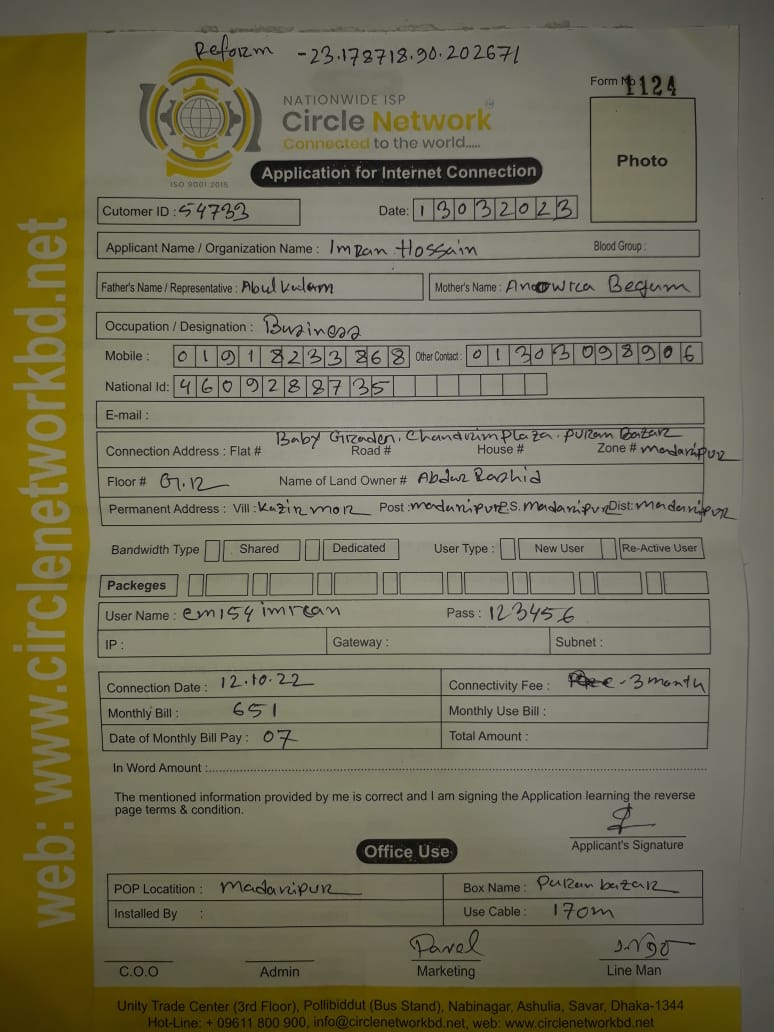 Reform -23.178718.90.202671
Form No 1124
NATIONWIDE ISP
Circle Network
Connected to the world.....
ISO 9001:2015
Photo
Application for Internet Connection
Cutomer ID : 54733 Date: 13032023
Applicant Name / Organization Name : Imran Hossain Blood Group :
Father's Name / Representative : Abul Kalam Mother's Name : Anowra Begum
Occupation / Designation : Business
Mobile : 01918233868 Other Contact : 01303098906
National Id: 4609288735
E-mail :
Baby Graden, Chandrimplaza, Puran Bazar
Connection Address : Flat # Road # House # Zone # madaripur
Floor # G.R Name of Land Owner # Abdur Rashid
Permanent Address : Vill : Kazir mor Post : madaripur P.S. madaripur Dist: madaripur
Bandwidth Type Shared Dedicated User Type : New User Re-Active User
Packeges
User Name : em154imran Pass : 123456
IP : Gateway : Subnet :
Connection Date : 12.10.22 Connectivity Fee : - 3 month
Monthly Bill : 651 Monthly Use Bill :
Date of Monthly Bill Pay : 07 Total Amount :
In Word Amount :
The mentioned information provided by me is correct and I am signing the Application learning the reverse
page terms & condition.
Applicant's Signature
Office Use
POP Locatition : Madaripur Box Name : Puran bazar
Installed By : Use Cable : 170m
Pavel
C.O.O Admin Marketing Line Man
Unity Trade Center (3rd Floor), Pollibiddut (Bus Stand), Nabinagar, Ashulia, Savar, Dhaka-1344
Hot-Line: + 09611 800 900, info@circlenetworkbd.net, web: www.circlenetworkbd.net
web: www.circlenetworkbd.net